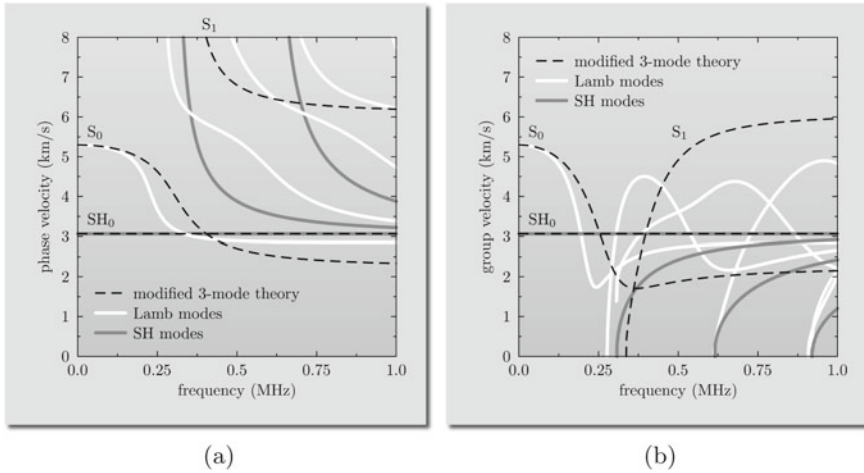 S1
8
7
6
5
4
3
2
1
0
phase velocity (km/s)
S0
SH0
modified 3-mode theory
Lamb modes
SH modes
0.0 0.25 0.5 0.75 1.0
frequency (MHz)
(a)
8
7
6
5
4
3
2
1
0
group velocity (km/s)
modified 3-mode theory
Lamb modes
SH modes
S0
S1
SH0
0.0 0.25 0.5 0.75 1.0
frequency (MHz)
(b)